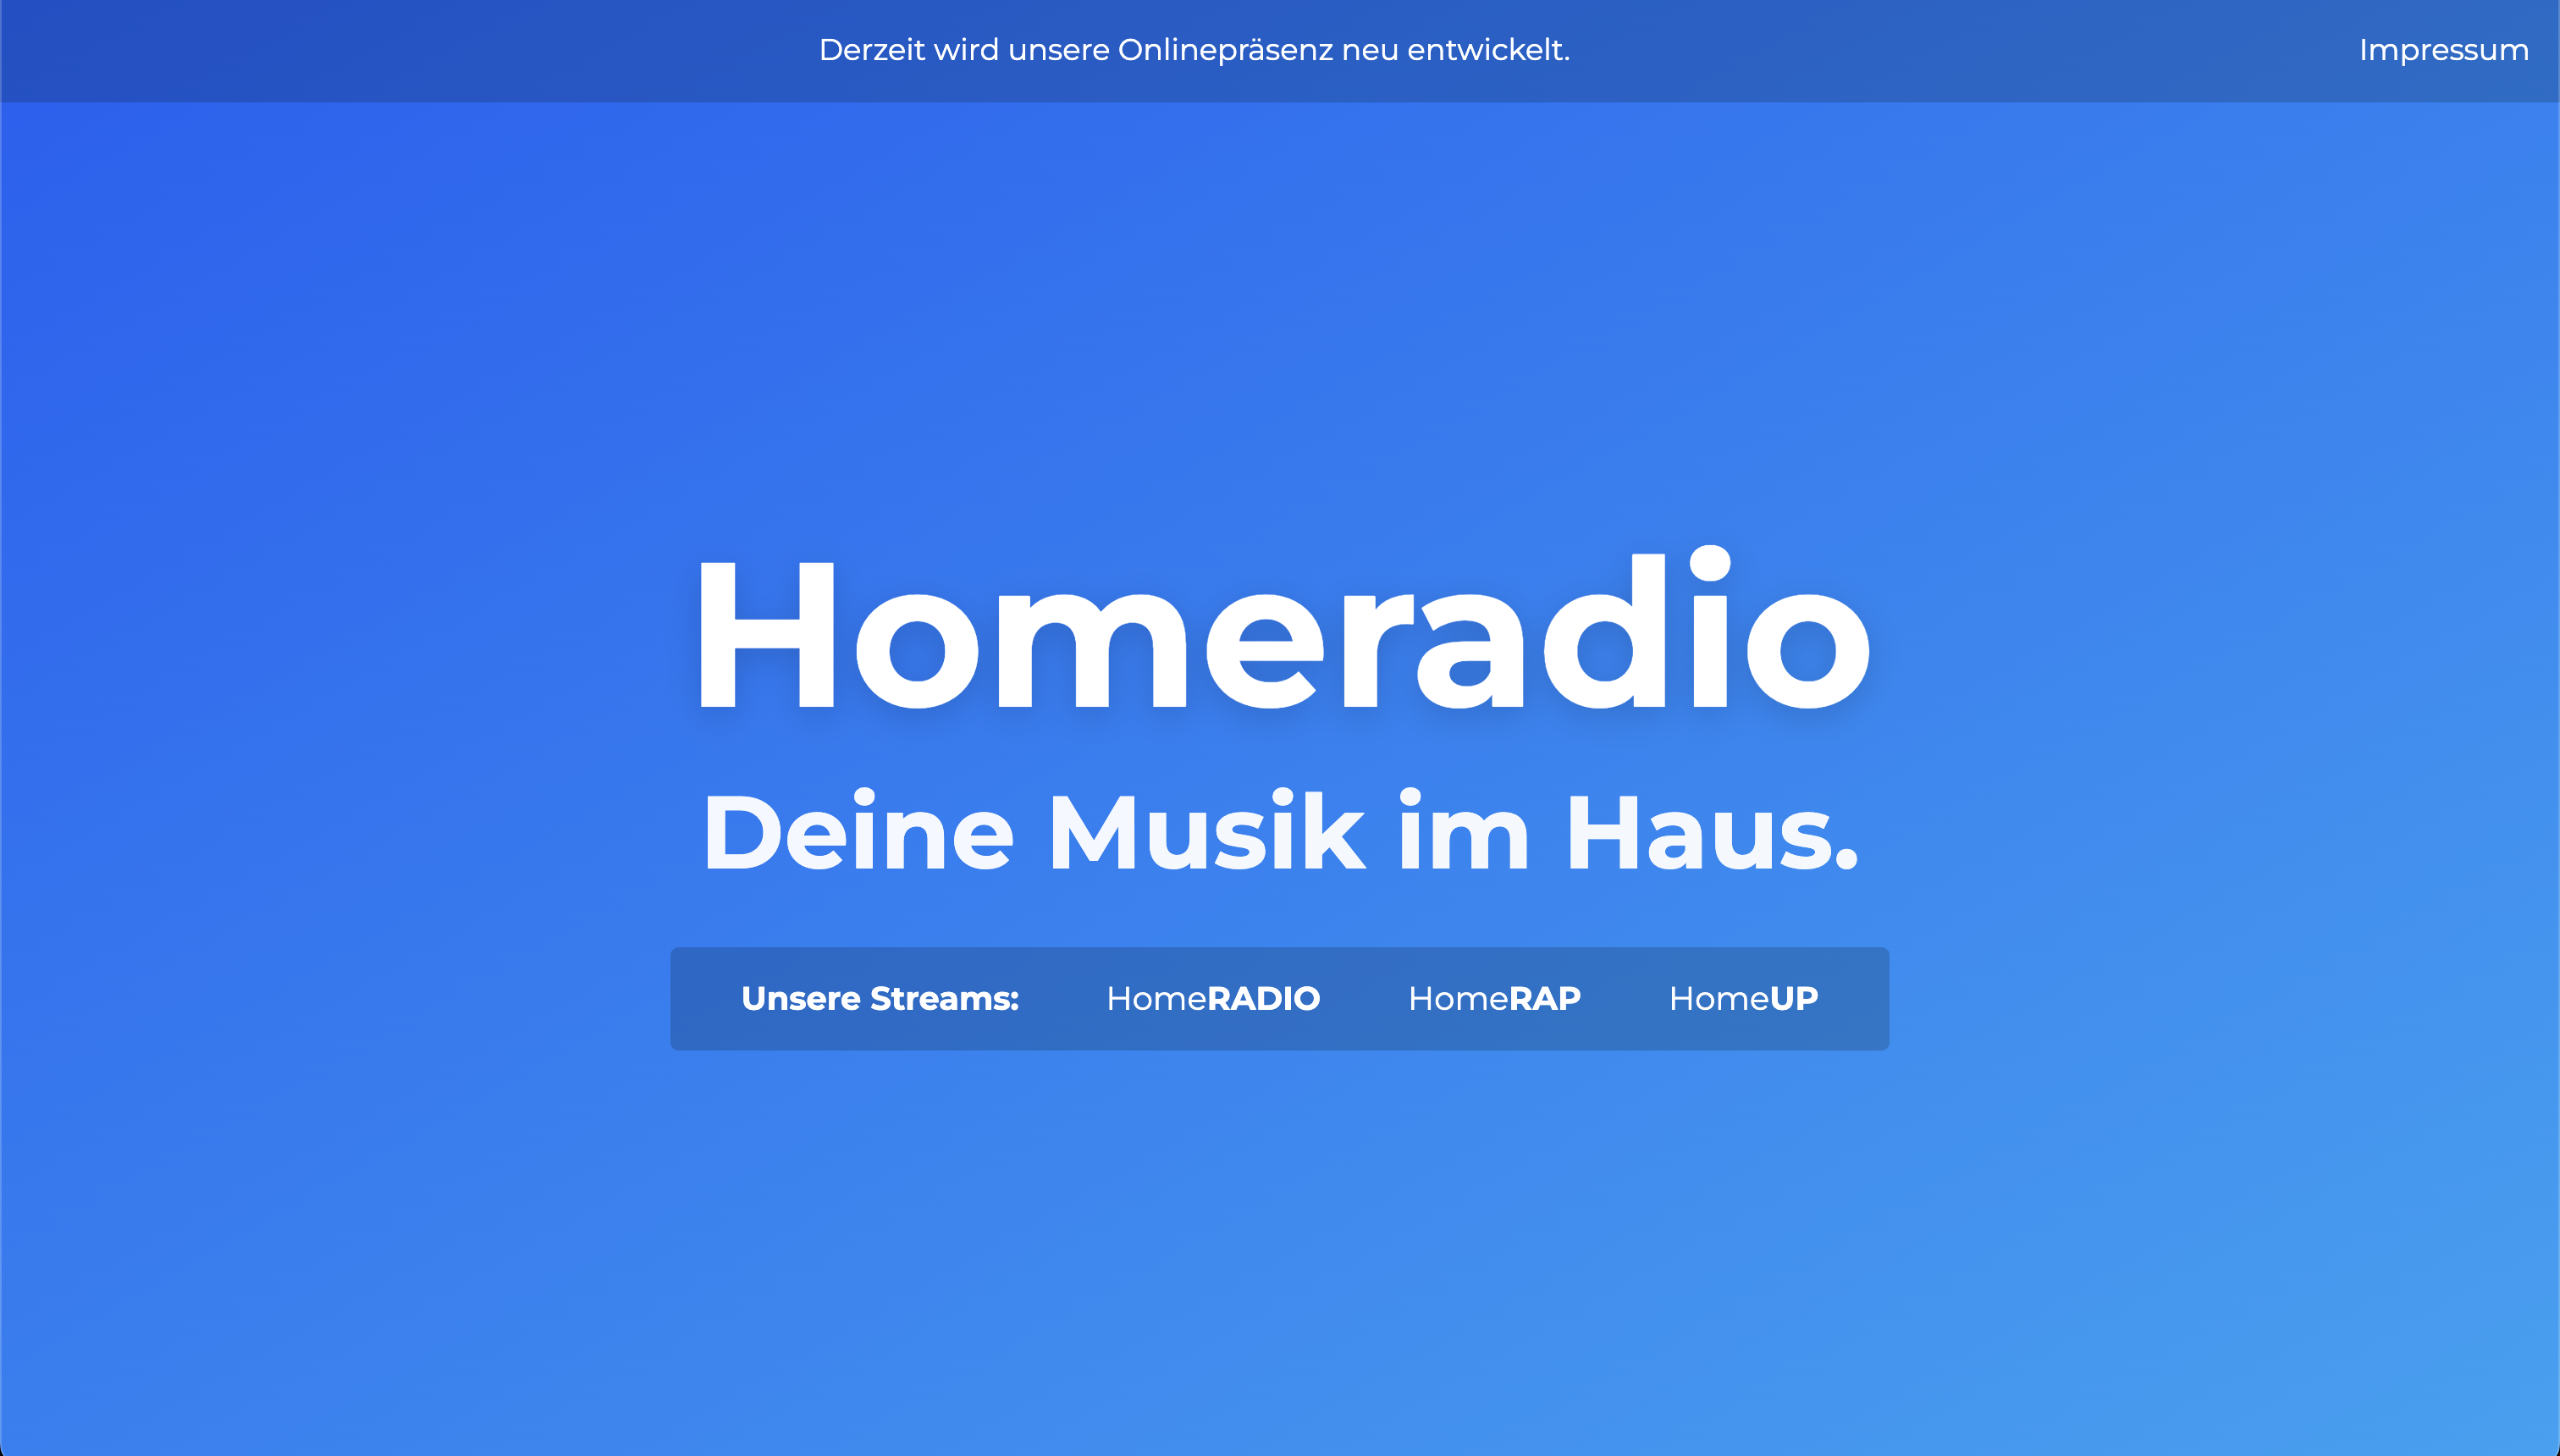 Derzeit wird unsere Onlinepräsenz neu entwickelt. Impressum
Homeradio
Deine Musik im Haus.
Unsere Streams: HomeRADIO HomeRAP HomeUP